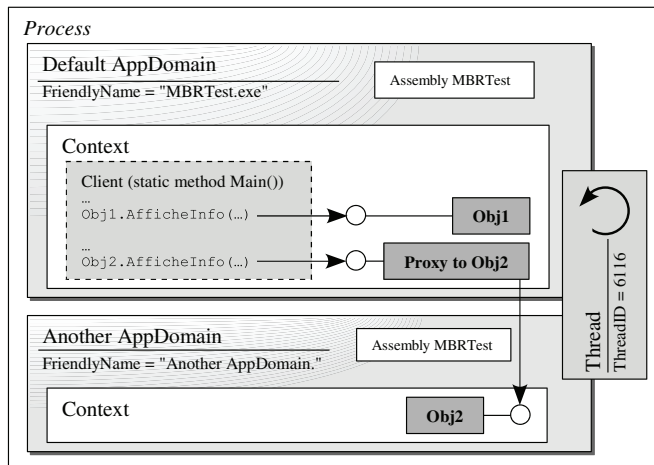 Process
Default AppDomain
FriendlyName = "MBRTest.exe"
Assembly MBRTest
Context
Client (static method Main())
…
Obj1.AfficheInfo(…)
Obj1
…
Obj2.AfficheInfo(…)
Proxy to Obj2
Thread
ThreadID = 6116
Another AppDomain
FriendlyName = "Another AppDomain."
Assembly MBRTest
Context
Obj2